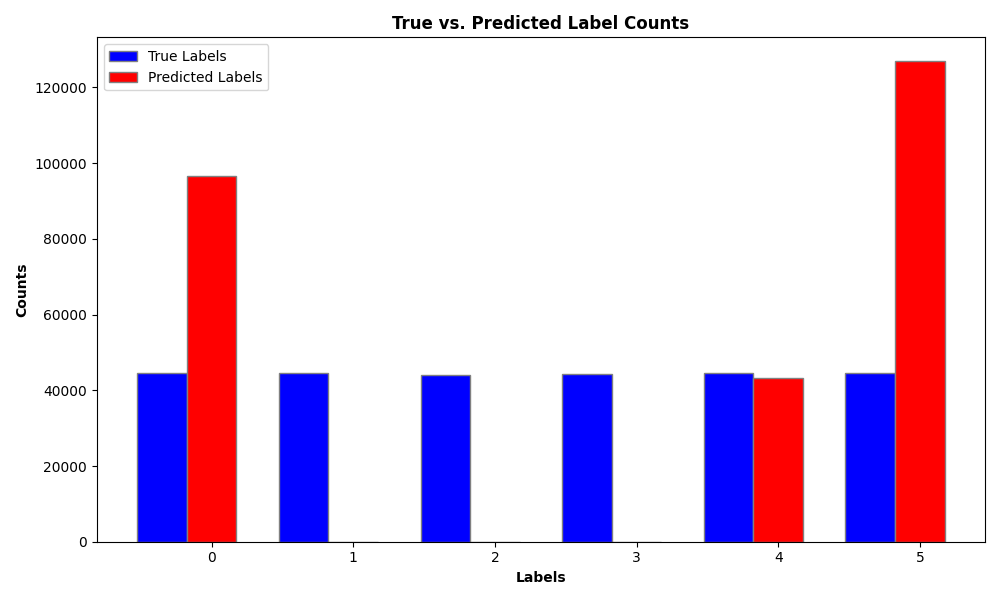 True vs. Predicted Label Counts
True Labels
Predicted Labels
120000
100000
80000
60000
40000
20000
0
Counts
0 1 2 3 4 5
Labels